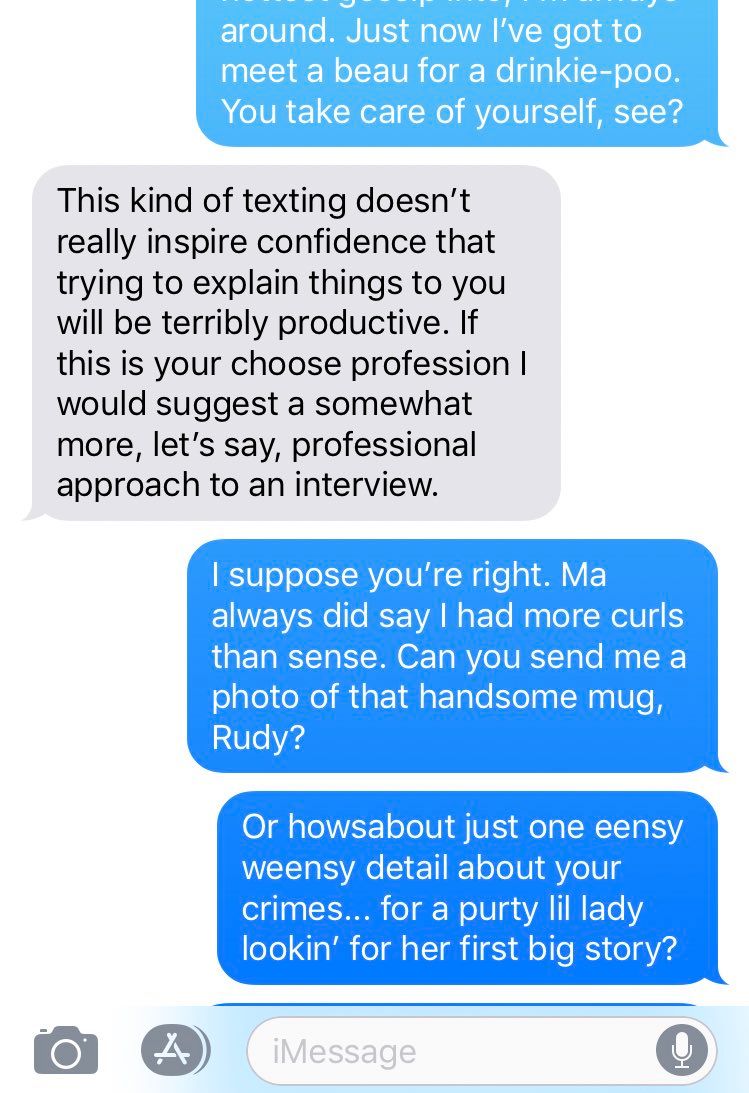 around. Just now I've got to
meet a beau for a drinkie-poo.
You take care of yourself, see?
This kind of texting doesn't
really inspire confidence that
trying to explain things to you
will be terribly productive. If
this is your choose profession I
would suggest a somewhat
more, let's say, professional
approach to an interview.
I suppose you're right. Ma
always did say I had more curls
than sense. Can you send me a
photo of that handsome mug,
Rudy?
Or howsabout just one eensy
weensy detail about your
crimes... for a purty lil lady
lookin' for her first big story?
iMessage